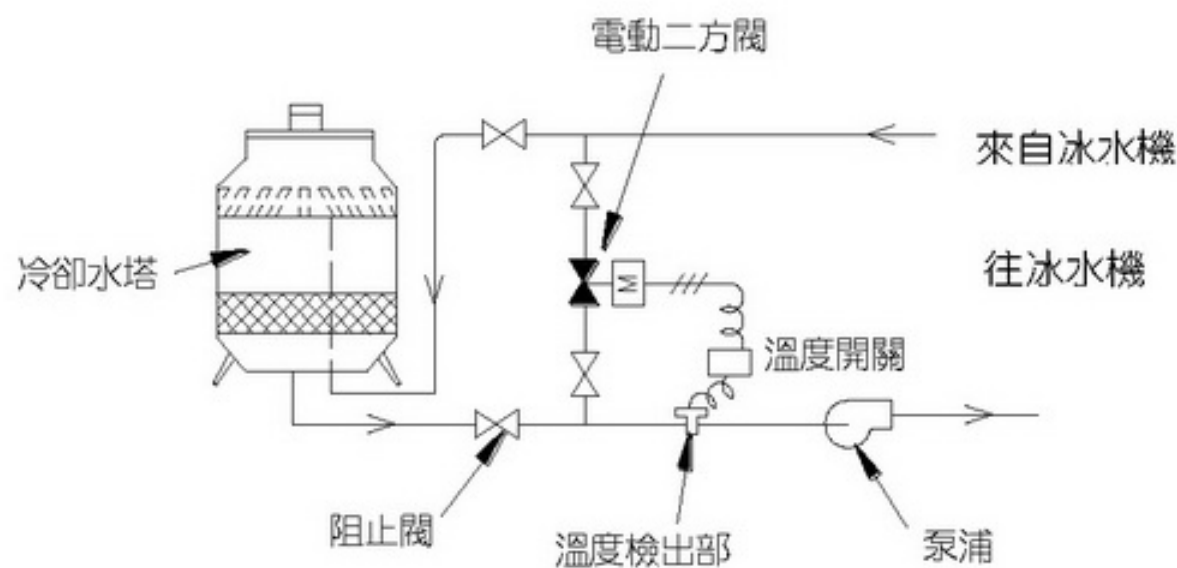 電動二方閥
來自冰水機
冷卻水塔
往冰水機
M
溫度開關
阻止閥
溫度檢出部
泵浦